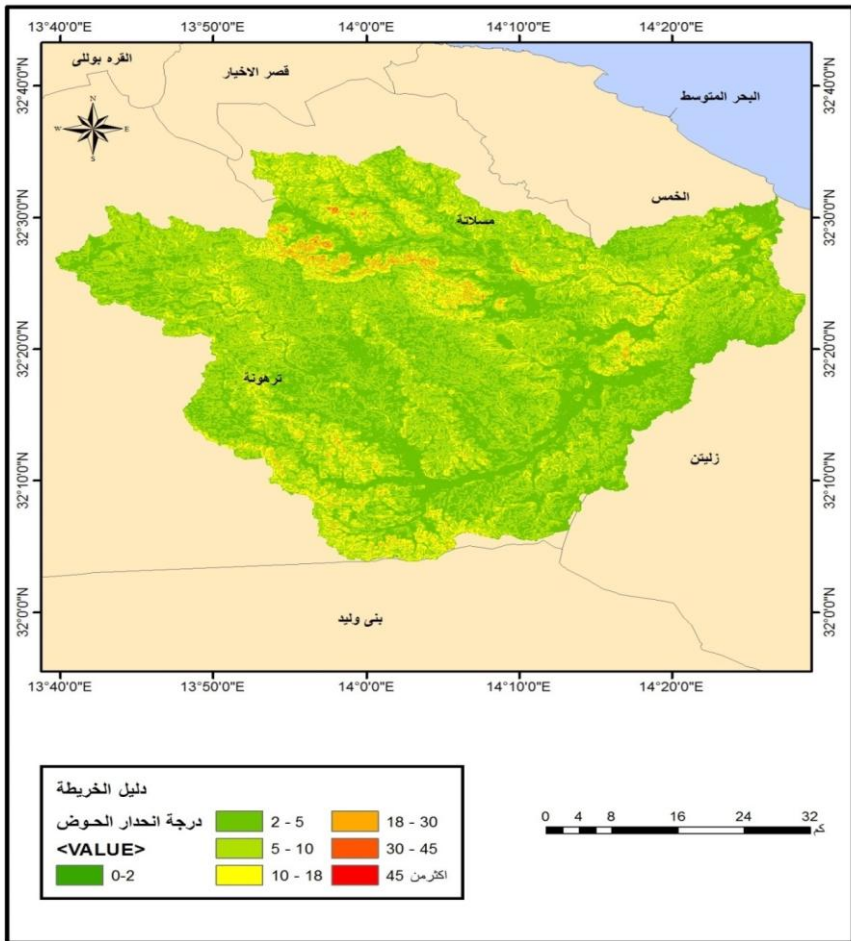 13°40'0"E 13°50'0"E 14°0'0"E 14°10'0"E 14°20'0"E
القره بوللى
قصر الاخيار
البحر المتوسط
32°40'0"N 32°40'0"N
N
W E
S
الخمس
مسلاتة
32°30'0"N 32°30'0"N
32°20'0"N 32°20'0"N
ترهونة
زليتن
32°10'0"N 32°10'0"N
32°0'0"N 32°0'0"N
بنى وليد
13°40'0"E 13°50'0"E 14°0'0"E 14°10'0"E 14°20'0"E
دليل الخريطة
درجة انحدار الحوض
<VALUE>
0-2
2 - 5
5 - 10
10 - 18
18 - 30
30 - 45
اكثرمن 45
0 4 8 16 24 32
كم